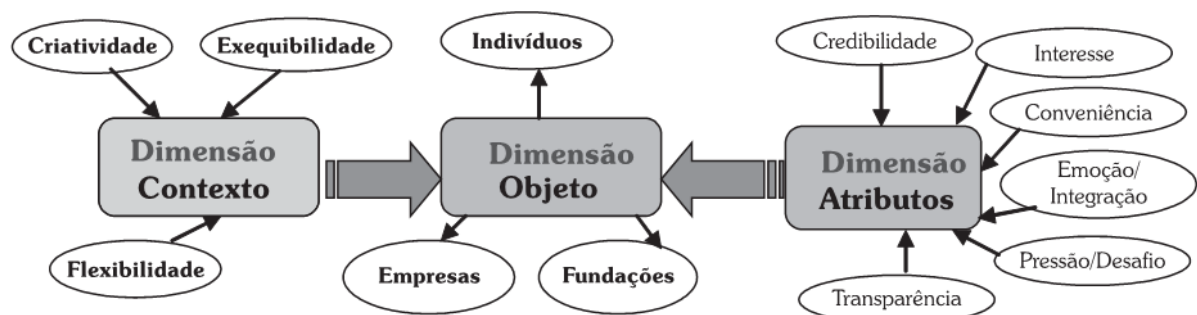 Criatividade
Exequibilidade
Flexibilidade
Dimensão
Contexto
Indivíduos
Dimensão
Objeto
Empresas
Fundações
Credibilidade
Interesse
Conveniência
Emoção/
Integração
Pressão/Desafio
Transparência
Dimensão
Atributos